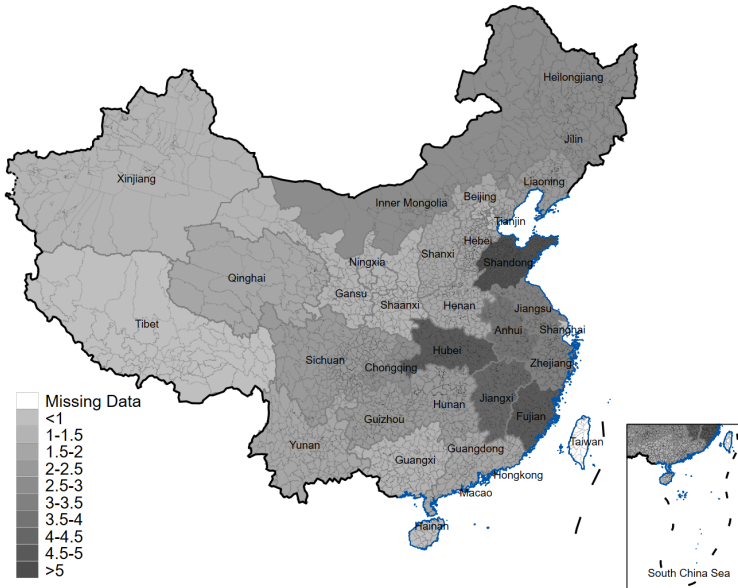 Heilongjiang
Jilin
Xinjiang
Liaoning
Beijing
Inner Mongolia
Tianjin
Hebei
Shanxi
Ningxia
Shandong
Qinghai
Gansu
Shaanxi
Henan
Jiangsu
Tibet
Anhui
Shanghai
Hubei
Sichuan
Chongqing
Zhejiang
Missing Data
<1
1-1.5
1.5-2
2-2.5
2.5-3
3-3.5
3.5-4
4-4.5
4.5-5
>5
Jiangxi
Hunan
Fujian
Guizhou
Yunan
Taiwan
Guangdong
Guangxi
Hongkong
Macao
Hainan
South China Sea